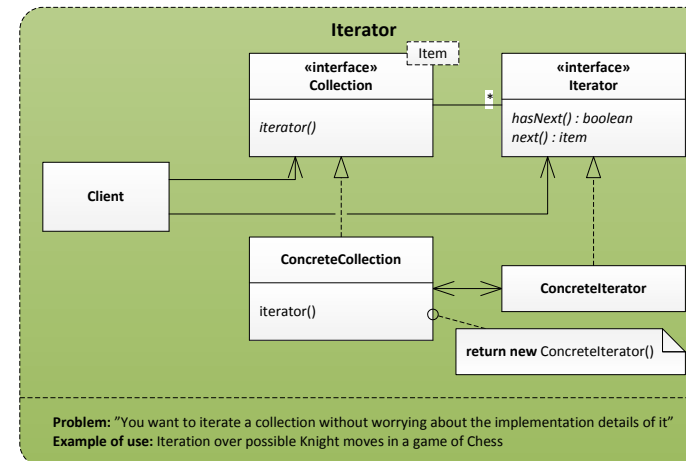 Iterator
Item
«interface»
Collection
iterator()
*
«interface»
Iterator
hasNext() : boolean
next() : item
Client
ConcreteCollection
iterator()
ConcreteIterator
return new ConcreteIterator()
Problem: ”You want to iterate a collection without worrying about the implementation details of it”
Example of use: Iteration over possible Knight moves in a game of Chess